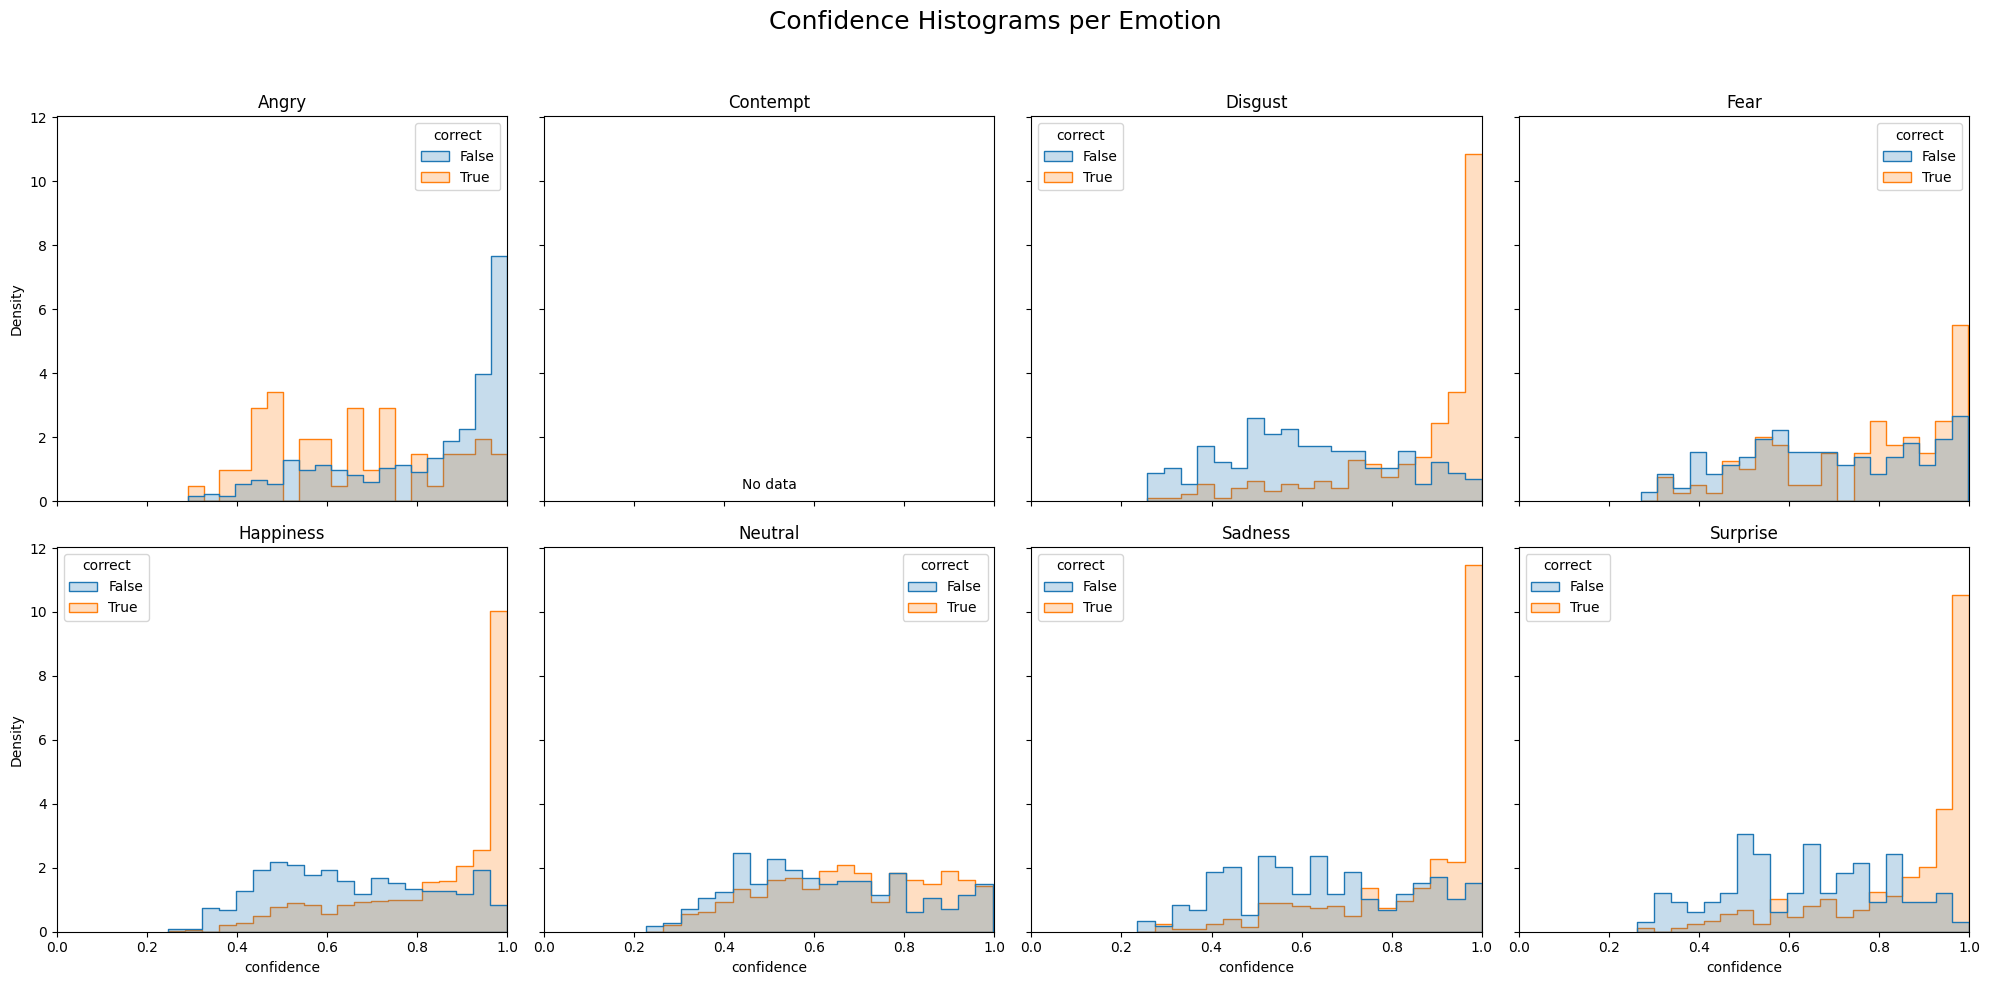 Confidence Histograms per Emotion
Angry
Contempt
Disgust
Fear
12
10
8
6
4
2
0
Density
correct
False
True
No data
correct
False
True
correct
False
True
Happiness
Neutral
Sadness
Surprise
12
10
8
6
4
2
0
Density
correct
False
True
correct
False
True
correct
False
True
correct
False
True
0.0 0.2 0.4 0.6 0.8 1.0
0.0 0.2 0.4 0.6 0.8 1.0
0.0 0.2 0.4 0.6 0.8 1.0
0.0 0.2 0.4 0.6 0.8 1.0
confidence
confidence
confidence
confidence